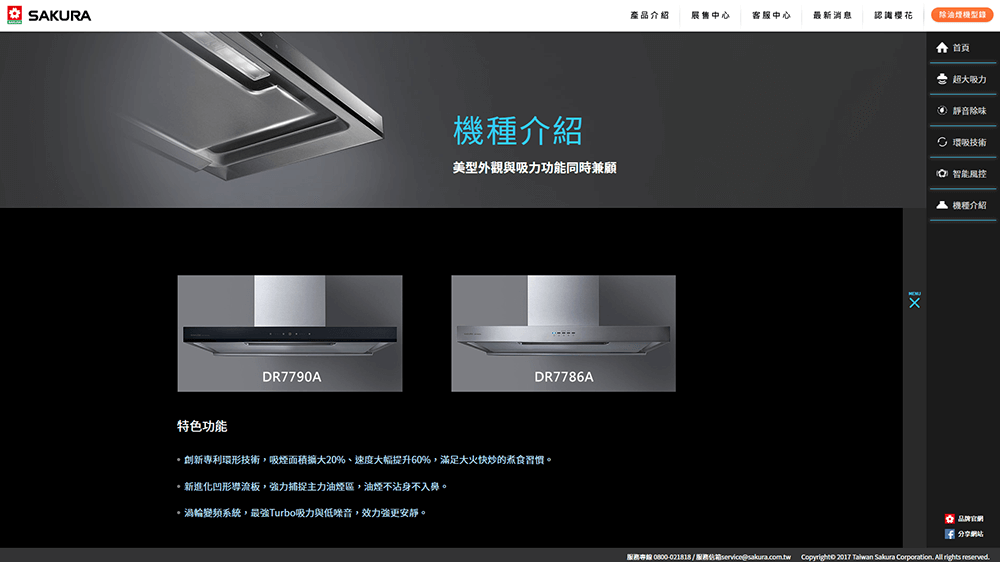 SAKURA
產品介紹
展售中心
客服中心
最新消息
認識櫻花
除油煙機型錄
首頁
超大吸力
靜音除味
環吸技術
智能風控
機種介紹
機種介紹
美型外觀與吸力功能同時兼顧
MENU
DR7790A
DR7786A
特色功能
• 創新專利環形技術，吸煙面積擴大20%、速度大幅提升60%，滿足大火快炒的煮食習慣。
• 新進化凹形導流板，強力捕捉主力油煙區，油煙不沾身不入鼻。
• 渦輪變頻系統，最強Turbo吸力與低噪音，效力強更安靜。
品牌官網
分享網站
服務專線 0800-021818 / 服務信箱service@sakura.com.tw Copyright© 2017 Taiwan Sakura Corporation. All rights reserved.